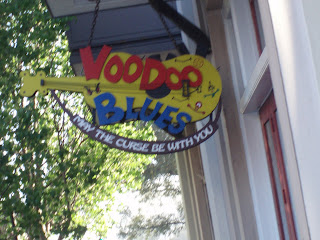 VOODOO
BLUES
MAY THE CURSE BE WITH YOU